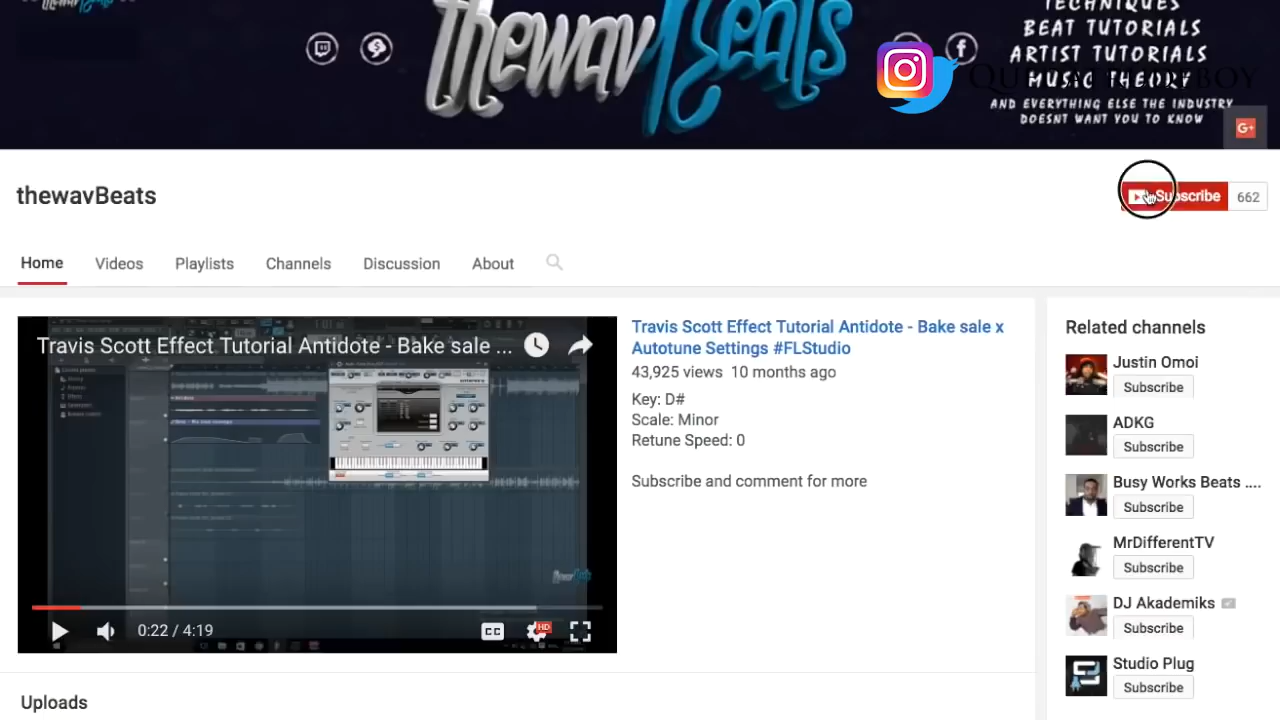 TECHNIQUES
BEAT TUTORIALS
ARTIST TUTORIALS
MUSIC THEORY
AND EVERYTHING ELSE THE INDUSTRY
DOESNT WANT YOU TO KNOW
thewavBeats
G+
thewavBeats
Subscribe 662
Home Videos Playlists Channels Discussion About
Travis Scott Effect Tutorial Antidote - Bake sale ...
thewavBeats
0:22 / 4:19
CC
HD
Travis Scott Effect Tutorial Antidote - Bake sale x
Autotune Settings #FLStudio
43,925 views 10 months ago
Key: D#
Scale: Minor
Retune Speed: 0
Subscribe and comment for more
Related channels
Justin Omoi
Subscribe
ADKG
Subscribe
Busy Works Beats ....
Subscribe
MrDifferentTV
Subscribe
DJ Akademiks
Subscribe
Studio Plug
Subscribe
Uploads